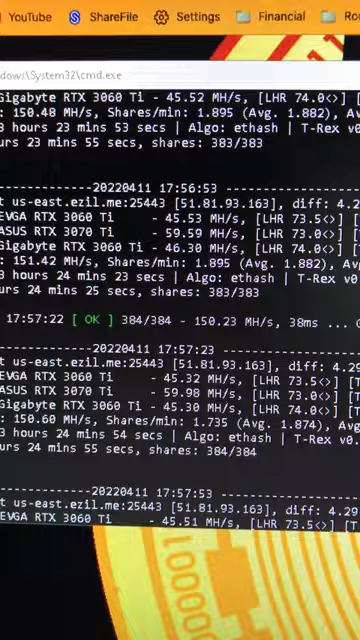 YouTube ShareFile Settings Financial Ro
ndows\System32\cmd.exe
Gigabyte RTX 3060 Ti - 45.52 MH/s, [LHR 74.0<>] [
: 150.48 MH/s, Shares/min: 1.895 (Avg. 1.882), A
3 hours 23 mins 53 secs | Algo: ethash | T-Rex v0
urs 23 mins 55 secs, shares: 383/383
-----20220411 17:56:53-----
t us-east.ezil.me:25443 [51.81.93.163], diff: 4.29
EVGA RTX 3060 Ti - 45.53 MH/s, [LHR 73.5<>] [T
ASUS RTX 3070 Ti - 59.59 MH/s, [LHR 73.0<>] [T
Gigabyte RTX 3060 Ti - 46.30 MH/s, [LHR 74.0<>] [
: 151.42 MH/s, Shares/min: 1.895 (Avg. 1.882), A
3 hours 24 mins 23 secs | Algo: ethash | T-Rex v0
urs 24 mins 25 secs, shares: 383/383
17:57:22 [ OK ] 384/384 - 150.23 MH/s, 38ms ... G
-----20220411 17:57:23-----
t us-east.ezil.me:25443 [51.81.93.163], diff: 4.29
EVGA RTX 3060 Ti - 45.32 MH/s, [LHR 73.5<>] [T
ASUS RTX 3070 Ti - 59.98 MH/s, [LHR 73.0<>] [T
Gigabyte RTX 3060 Ti - 45.30 MH/s, [LHR 74.0<>] [
: 150.60 MH/s, Shares/min: 1.735 (Avg. 1.874), A
3 hours 24 mins 54 secs | Algo: ethash | T-Rex v0.
urs 24 mins 55 secs, shares: 384/384
-----20220411 17:57:53-----
t us-east.ezil.me:25443 [51.81.93.163], diff: 4.29
EVGA RTX 3060 Ti - 45.51 MH/s, [LHR 73.5<>] [T